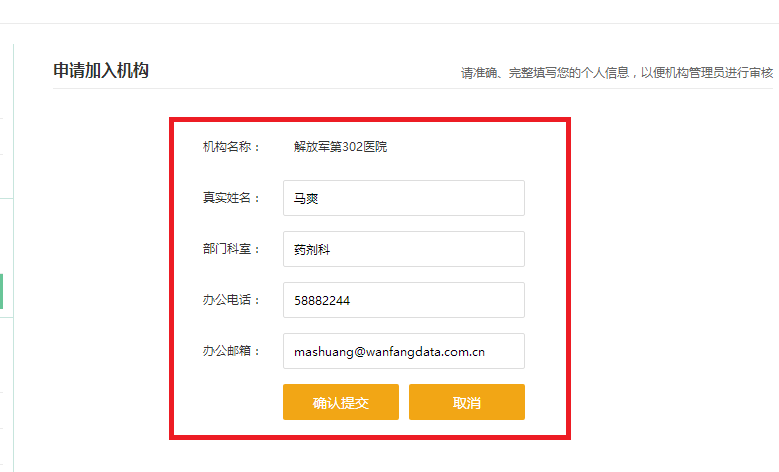 申请加入机构
请准确、完整填写您的个人信息，以便机构管理员进行审核
机构名称： 解放军第302医院
真实姓名： 马爽
部门科室： 药剂科
办公电话： 58882244
办公邮箱： mashuang@wanfangdata.com.cn
确认提交 取消